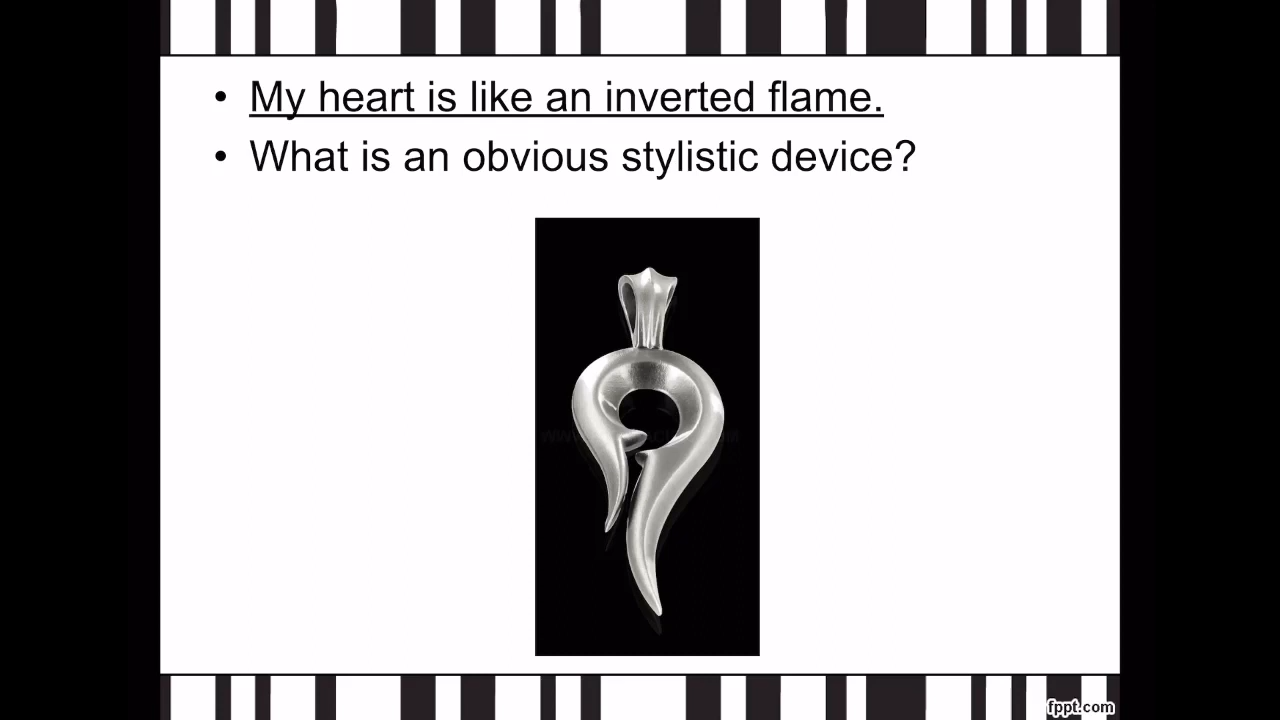 • My heart is like an inverted flame.
• What is an obvious stylistic device?
fppt.com